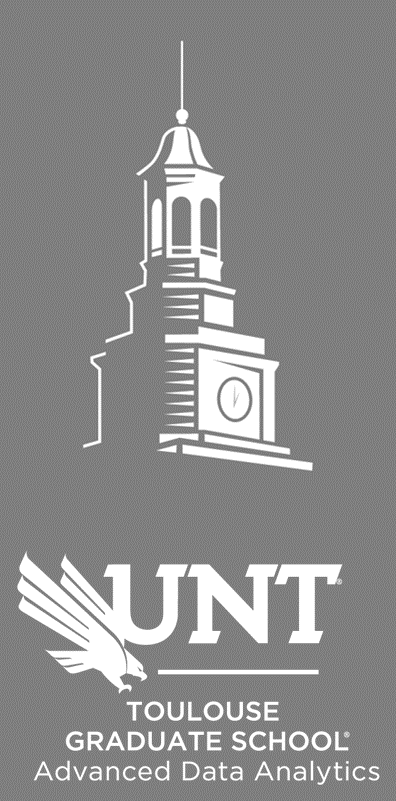 UNT®
TOULOUSE
GRADUATE SCHOOL®
Advanced Data Analytics